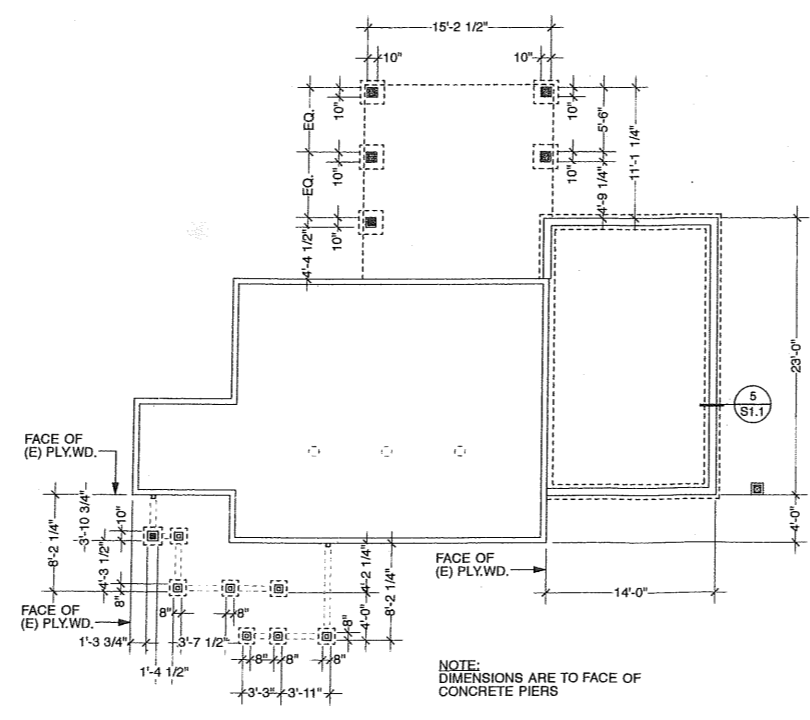 15'-2 1/2"
10"
10"
EQ.
10"
10"
5'-6"
11'-1 1/4"
EQ.
10"
10"
4'-9 1/4"
4'-4 1/2"
10"
23'-0"
5
S1.1
FACE OF
(E) PLY.WD.
8'-2 1/4"
3'-10 3/4"
10"
4'-3 1/2"
8"
4'-0"
4'-2 1/4"
8'-2 1/4"
4'-0"
8"
FACE OF
(E) PLY.WD.
14'-0"
FACE OF
(E) PLY.WD.
8"
8"
1'-3 3/4"
3'-7 1/2"
1'-4 1/2"
8"
8"
8"
3'-3"
3'-11"
NOTE:
DIMENSIONS ARE TO FACE OF
CONCRETE PIERS